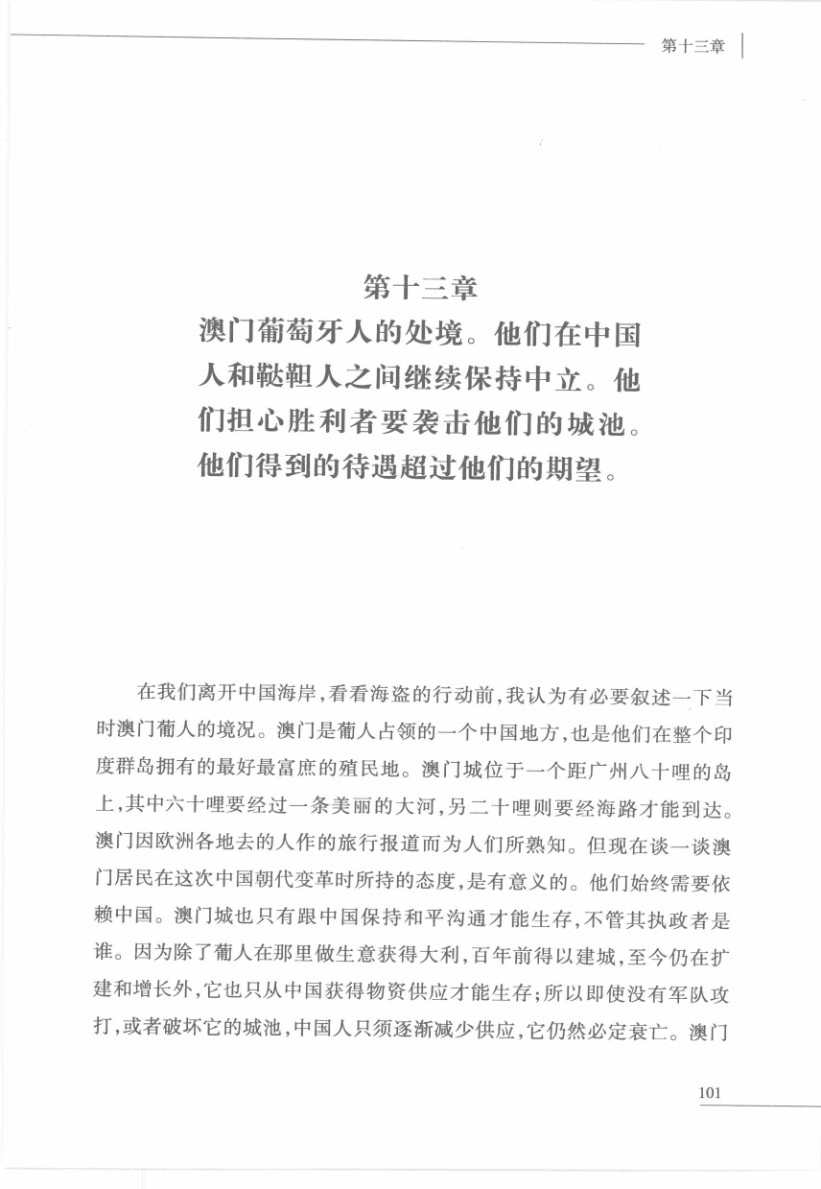 第十三章
第十三章
澳门葡萄牙人的处境。他们在中国
人和鞑靼人之间继续保持中立。他
们担心胜利者要袭击他们的城池。
他们得到的待遇超过他们的期望。
在我们离开中国海岸,看看海盗的行动前,我认为有必要叙述一下当
时澳门葡人的境况。澳门是葡人占领的一个中国地方,也是他们在整个印
度群岛拥有的最好最富庶的殖民地。澳门城位于一个距广州八十哩的岛
上,其中六十哩要经过一条美丽的大河,另二十哩则要经海路才能到达。
澳门因欧洲各地去的人作的旅行报道而为人们所熟知。但现在谈一谈澳
门居民在这次中国朝代变革时所持的态度,是有意义的。他们始终需要依
赖中国。澳门城也只有跟中国保持和平沟通才能生存,不管其执政者是
谁。因为除了葡人在那里做生意获得大利,百年前得以建城,至今仍在扩
建和增长外,它也只从中国获得物资供应才能生存;所以即使没有军队攻
打,或者破坏它的城池,中国人只须逐渐减少供应,它仍然必定衰亡。澳门
101